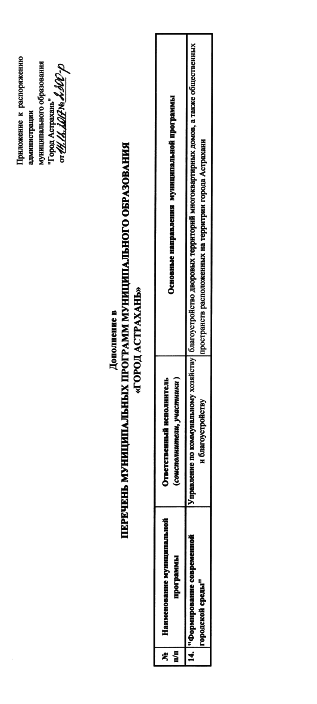 Приложение к распоряжению
администрации
муниципального образования
"Город Астрахань"
от
Дополнение в
ПЕРЕЧЕНЬ МУНИЦИПАЛЬНЫХ ПРОГРАММ МУНИЦИПАЛЬНОГО ОБРАЗОВАНИЯ
«ГОРОД АСТРАХАНЬ»
№ п/п
Наименование муниципальной
программы
Ответственный исполнитель
(соисполнители, участники )
Основные направления муниципальной программы
14.
"Формирование современной
городской среды"
Управление по коммунальному хозяйству
и благоустройству
благоустройство дворовых территорий многоквартирных домов, а также общественных
пространств расположенных на территрии города Астрахани